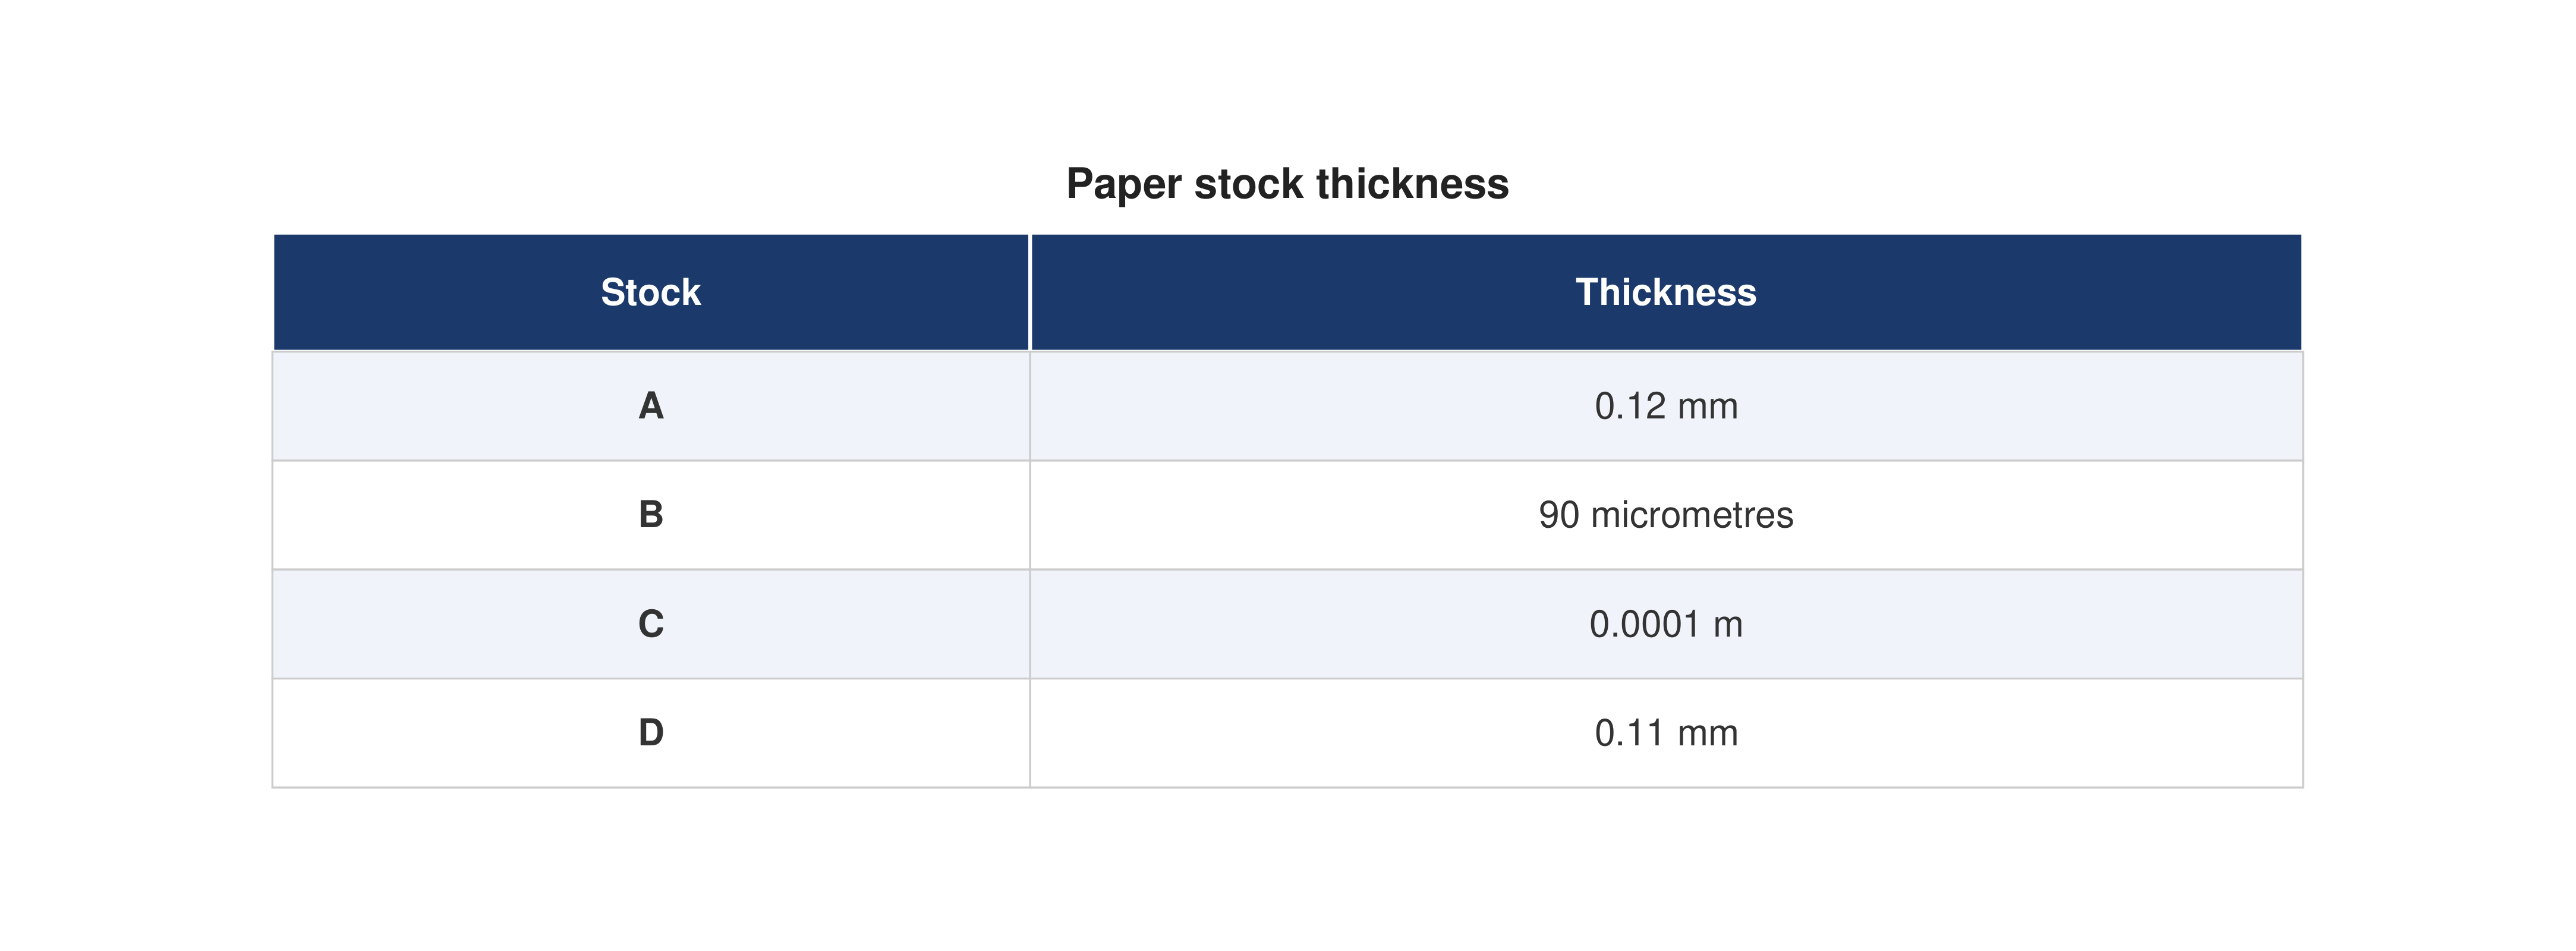 Paper stock thickness
Stock Thickness
A 0.12 mm
B 90 micrometres
C 0.0001 m
D 0.11 mm